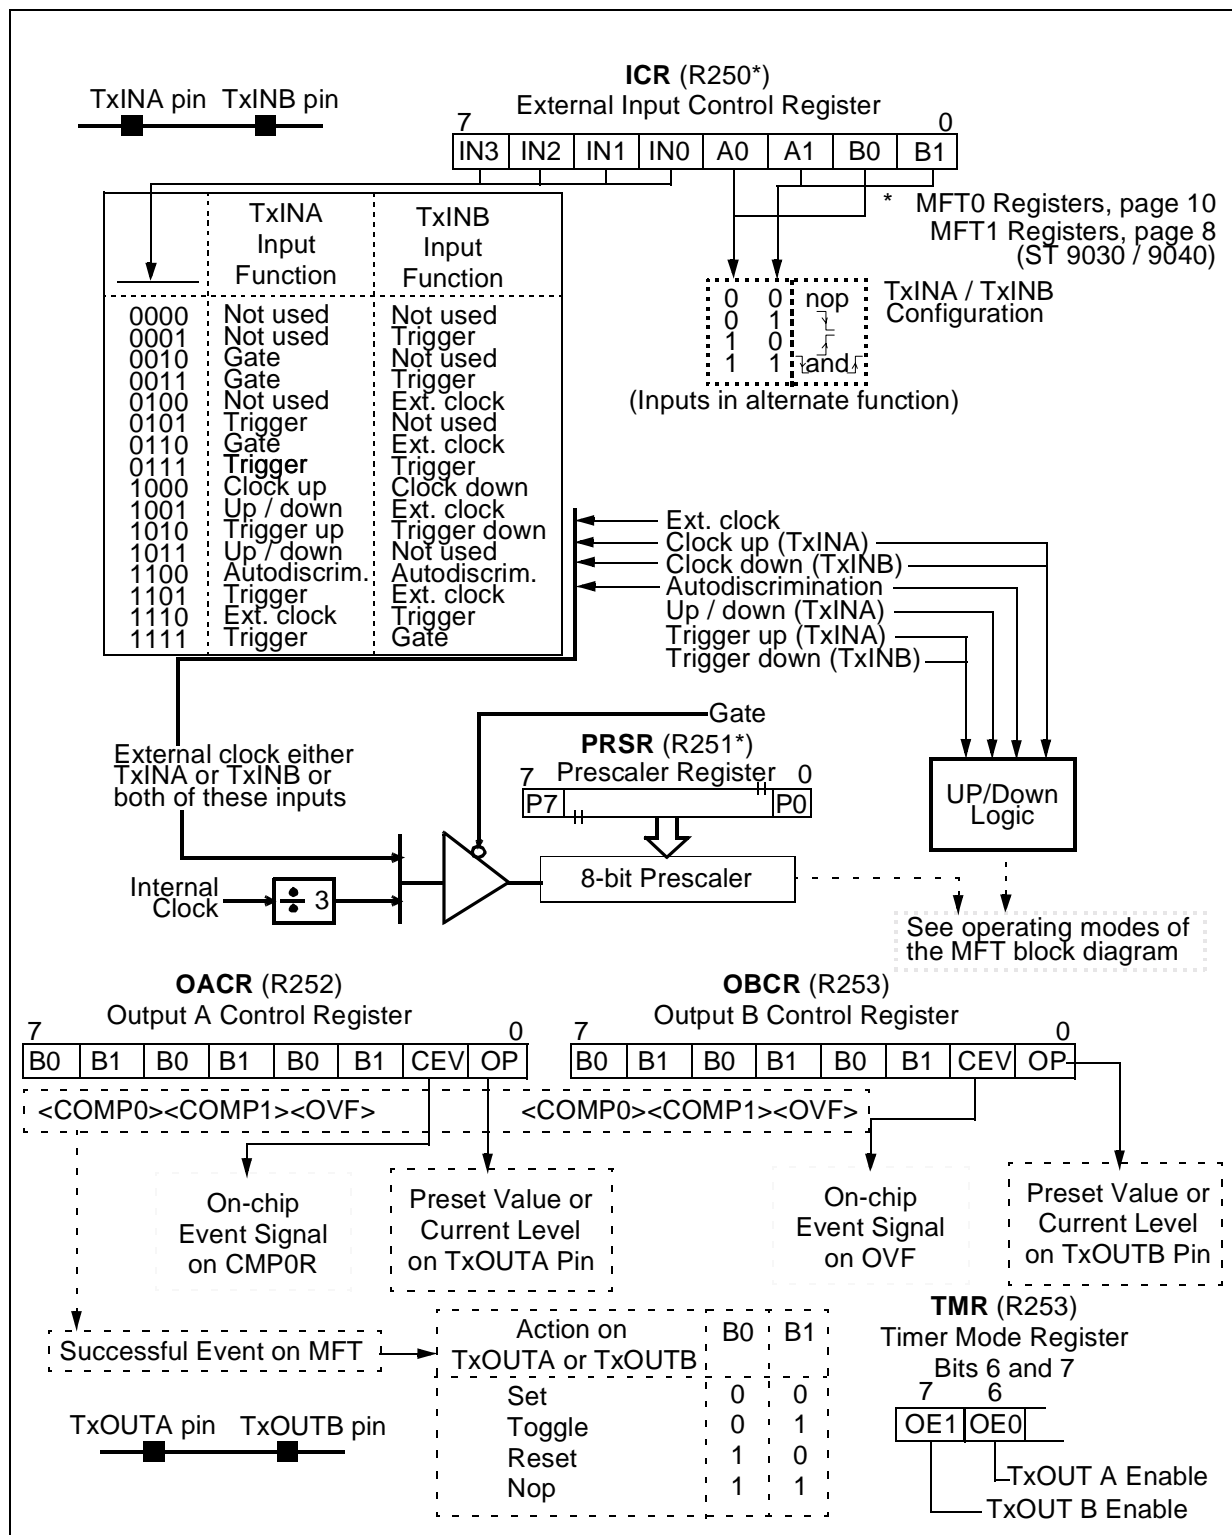 ICR (R250*)
External Input Control Register
TxINA pin TxINB pin
7 0
IN3 IN2 IN1 IN0 A0 A1 B0 B1
* MFT0 Registers, page 10
MFT1 Registers, page 8
(ST 9030 / 9040)
TxINA Input Function
TxINB Input Function
0000 Not used Not used
0001 Not used Trigger
0010 Gate Not used
0011 Gate Trigger
0100 Not used Ext. clock
0101 Trigger Not used
0110 Gate Ext. clock
0111 Trigger Trigger
1000 Clock up Clock down
1001 Up / down Ext. clock
1010 Trigger up Trigger down
1011 Up / down Not used
1100 Autodiscrim. Autodiscrim.
1101 Trigger Ext. clock
1110 Ext. clock Trigger
1111 Trigger Gate
0 0 nop
0 1
1 0
1 1 and
TxINA / TxINB
Configuration
(Inputs in alternate function)
Ext. clock
Clock up (TxINA)
Clock down (TxINB)
Autodiscrimination
Up / down (TxINA)
Trigger up (TxINA)
Trigger down (TxINB)
Gate
External clock either
TxINA or TxINB or
both of these inputs
PRSR (R251*)
Prescaler Register
7 0
P7 P0
UP/Down
Logic
8-bit Prescaler
Internal
Clock
÷ 3
See operating modes of
the MFT block diagram
OACR (R252)
Output A Control Register
7 0
B0 B1 B0 B1 B0 B1 CEV OP
<COMP0><COMP1><OVF>
OBCR (R253)
Output B Control Register
7 0
B0 B1 B0 B1 B0 B1 CEV OP
<COMP0><COMP1><OVF>
On-chip
Event Signal
on CMP0R
Preset Value or
Current Level
on TxOUTA Pin
On-chip
Event Signal
on OVF
Preset Value or
Current Level
on TxOUTB Pin
Successful Event on MFT
Action on
TxOUTA or TxOUTB
B0 B1
Set 0 0
Toggle 0 1
Reset 1 0
Nop 1 1
TxOUTA pin TxOUTB pin
TMR (R253)
Timer Mode Register
Bits 6 and 7
7 6
OE1 OE0
TxOUT A Enable
TxOUT B Enable